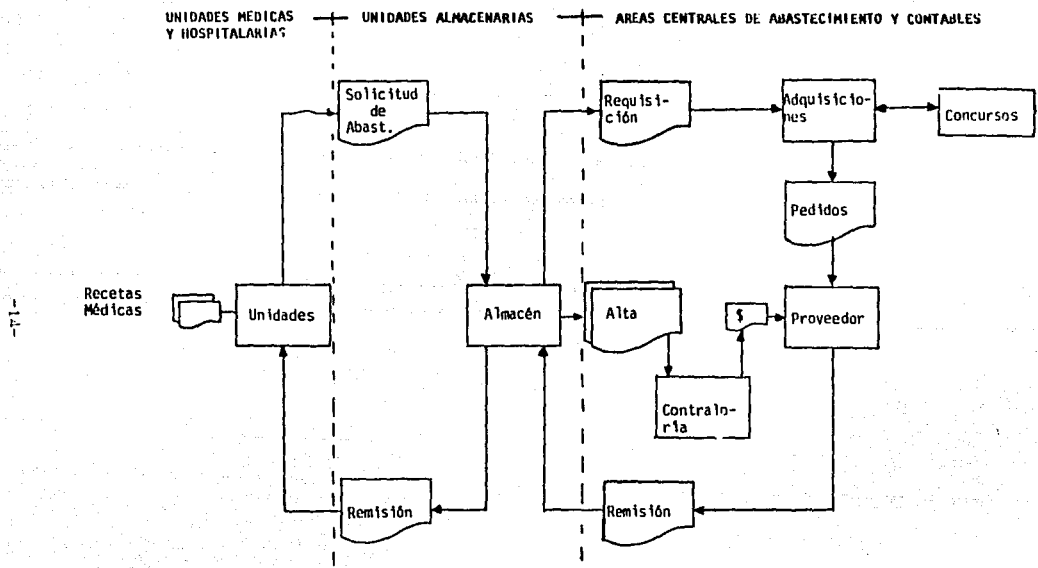 UNIDADES MEDICAS
Y HOSPITALARIAS
UNIDADES ALMACENARIAS
AREAS CENTRALES DE ABASTECIMIENTO Y CONTABLES
Solicitud
de
Abast.
Requisi-
ción
Adquisicio-
nes
Concursos
Pedidos
Recetas
Médicas
Unidades
Almacén
Alta
$
Proveedor
Contralo-
ría
Remisión
Remisión
-14-